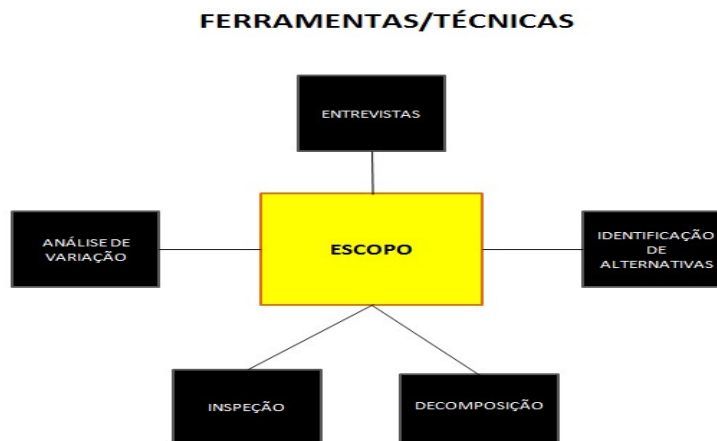 FERRAMENTAS/TÉCNICAS
ENTREVISTAS
ANÁLISE DE
VARIAÇÃO
ESCOPO
IDENTIFICAÇÃO
DE
ALTERNATIVAS
INSPEÇÃO
DECOMPOSIÇÃO